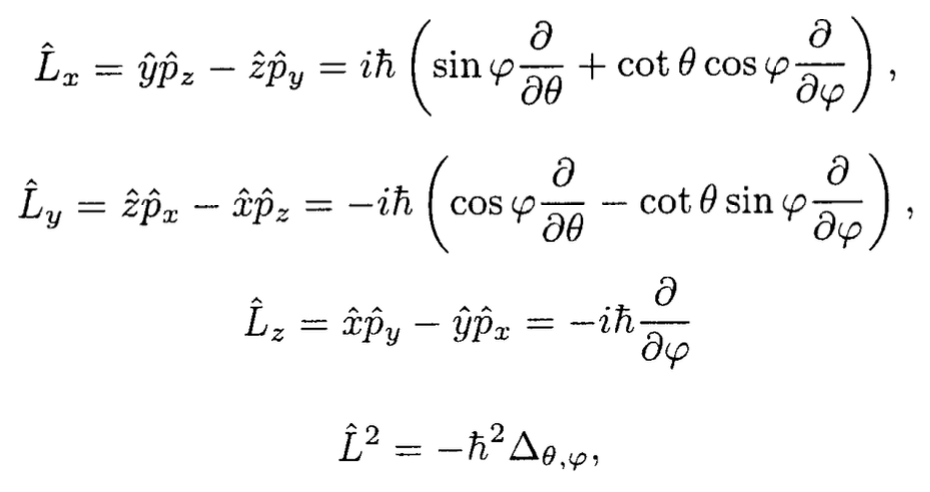 L̂_x = ŷp̂_z − ẑp̂_y = iħ ( sin φ ∂/∂θ + cot θ cos φ ∂/∂φ ) ,
L̂_y = ẑp̂_x − x̂p̂_z = −iħ ( cos φ ∂/∂θ − cot θ sin φ ∂/∂φ ) ,
L̂_z = x̂p̂_y − ŷp̂_x = −iħ ∂/∂φ
L̂² = −ħ² Δ_{θ,φ},